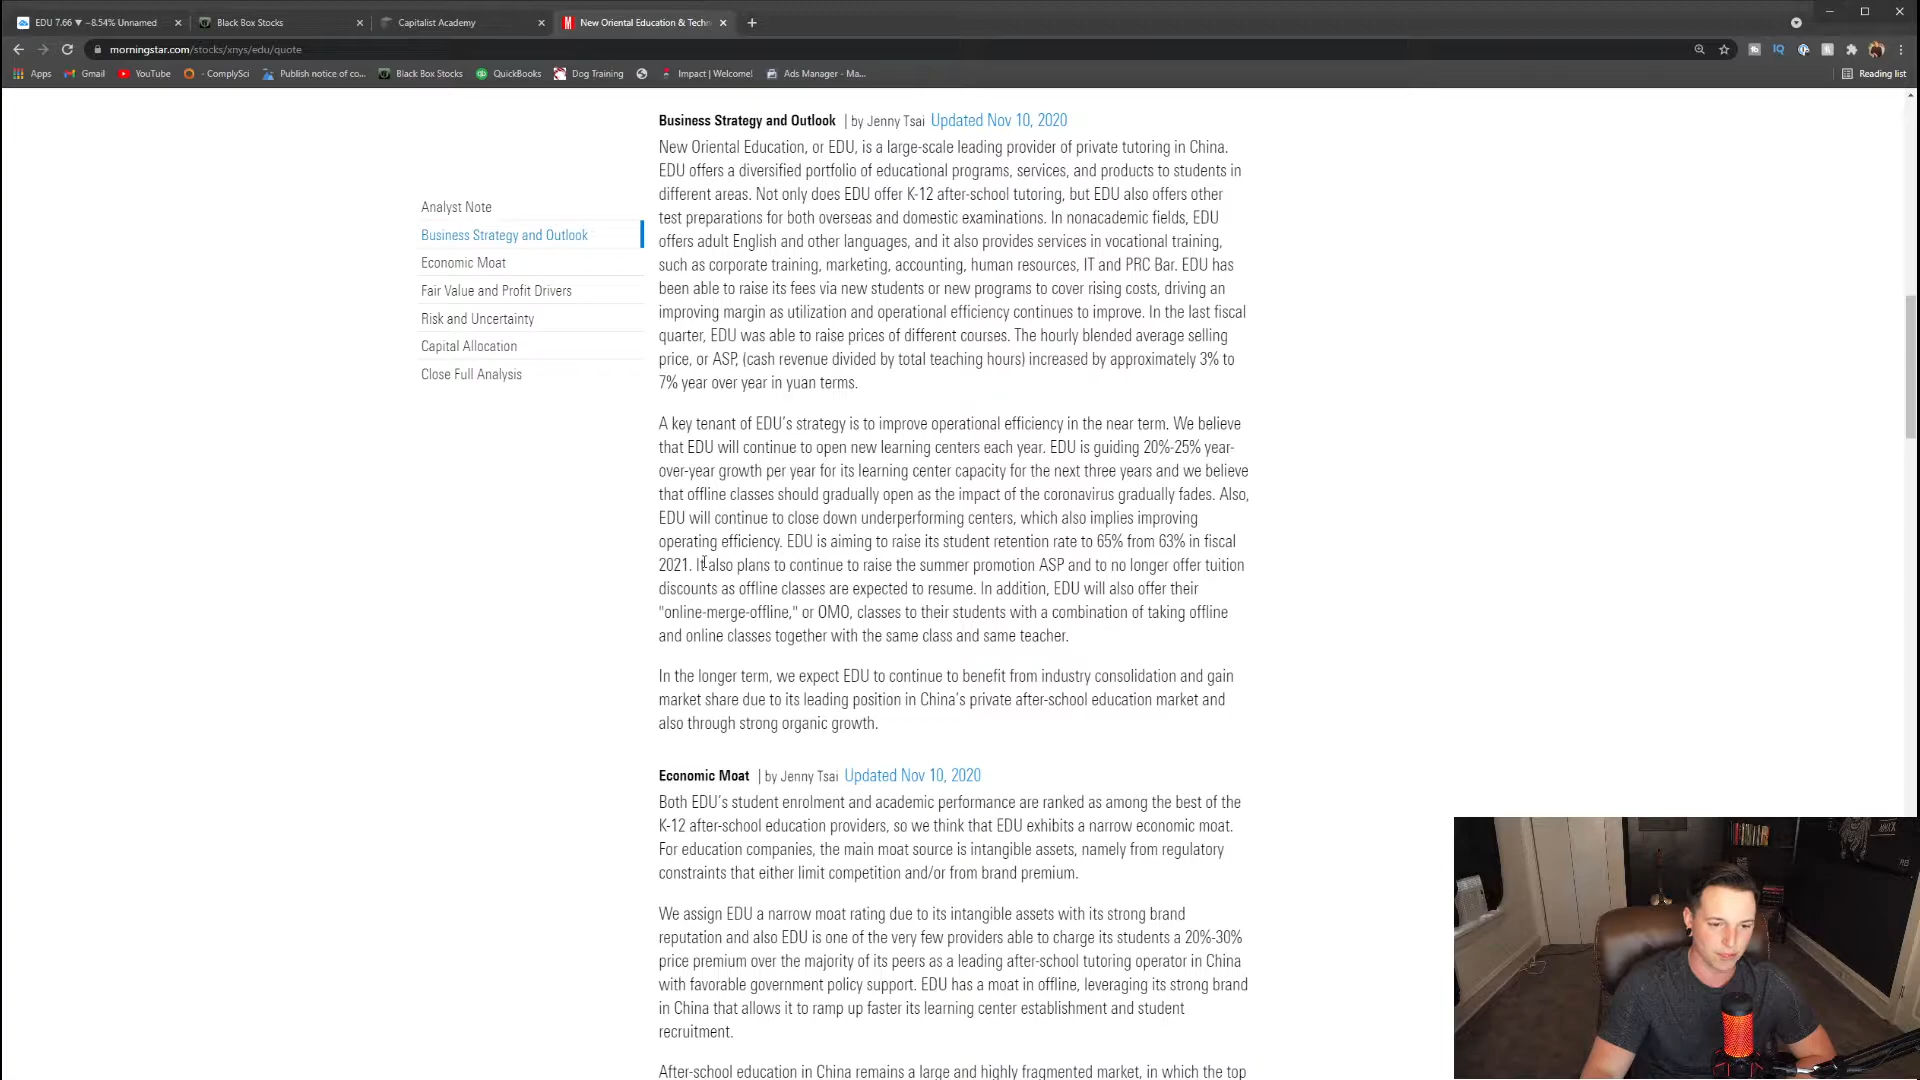 EDU 7.66 ▼ −8.54% Unnamed
Black Box Stocks
Capitalist Academy
New Oriental Education & Techn
morningstar.com/stocks/xnys/edu/quote
Apps
Gmail
YouTube
- ComplySci
Publish notice of co...
Black Box Stocks
QuickBooks
Dog Training
Impact | Welcome!
Ads Manager - Ma...
Reading list
Analyst Note
Business Strategy and Outlook
Economic Moat
Fair Value and Profit Drivers
Risk and Uncertainty
Capital Allocation
Close Full Analysis
Business Strategy and Outlook | by Jenny Tsai Updated Nov 10, 2020
New Oriental Education, or EDU, is a large-scale leading provider of private tutoring in China.
EDU offers a diversified portfolio of educational programs, services, and products to students in
different areas. Not only does EDU offer K-12 after-school tutoring, but EDU also offers other
test preparations for both overseas and domestic examinations. In nonacademic fields, EDU
offers adult English and other languages, and it also provides services in vocational training,
such as corporate training, marketing, accounting, human resources, IT and PRC Bar. EDU has
been able to raise its fees via new students or new programs to cover rising costs, driving an
improving margin as utilization and operational efficiency continues to improve. In the last fiscal
quarter, EDU was able to raise prices of different courses. The hourly blended average selling
price, or ASP, (cash revenue divided by total teaching hours) increased by approximately 3% to
7% year over year in yuan terms.
A key tenant of EDU's strategy is to improve operational efficiency in the near term. We believe
that EDU will continue to open new learning centers each year. EDU is guiding 20%-25% year-
over-year growth per year for its learning center capacity for the next three years and we believe
that offline classes should gradually open as the impact of the coronavirus gradually fades. Also,
EDU will continue to close down underperforming centers, which also implies improving
operating efficiency. EDU is aiming to raise its student retention rate to 65% from 63% in fiscal
2021. It also plans to continue to raise the summer promotion ASP and to no longer offer tuition
discounts as offline classes are expected to resume. In addition, EDU will also offer their
"online-merge-offline," or OMO, classes to their students with a combination of taking offline
and online classes together with the same class and same teacher.
In the longer term, we expect EDU to continue to benefit from industry consolidation and gain
market share due to its leading position in China's private after-school education market and
also through strong organic growth.
Economic Moat | by Jenny Tsai Updated Nov 10, 2020
Both EDU's student enrolment and academic performance are ranked as among the best of the
K-12 after-school education providers, so we think that EDU exhibits a narrow economic moat.
For education companies, the main moat source is intangible assets, namely from regulatory
constraints that either limit competition and/or from brand premium.
We assign EDU a narrow moat rating due to its intangible assets with its strong brand
reputation and also EDU is one of the very few providers able to charge its students a 20%-30%
price premium over the majority of its peers as a leading after-school tutoring operator in China
with favorable government policy support. EDU has a moat in offline, leveraging its strong brand
in China that allows it to ramp up faster its learning center establishment and student
recruitment.
After-school education in China remains a large and highly fragmented market, in which the top